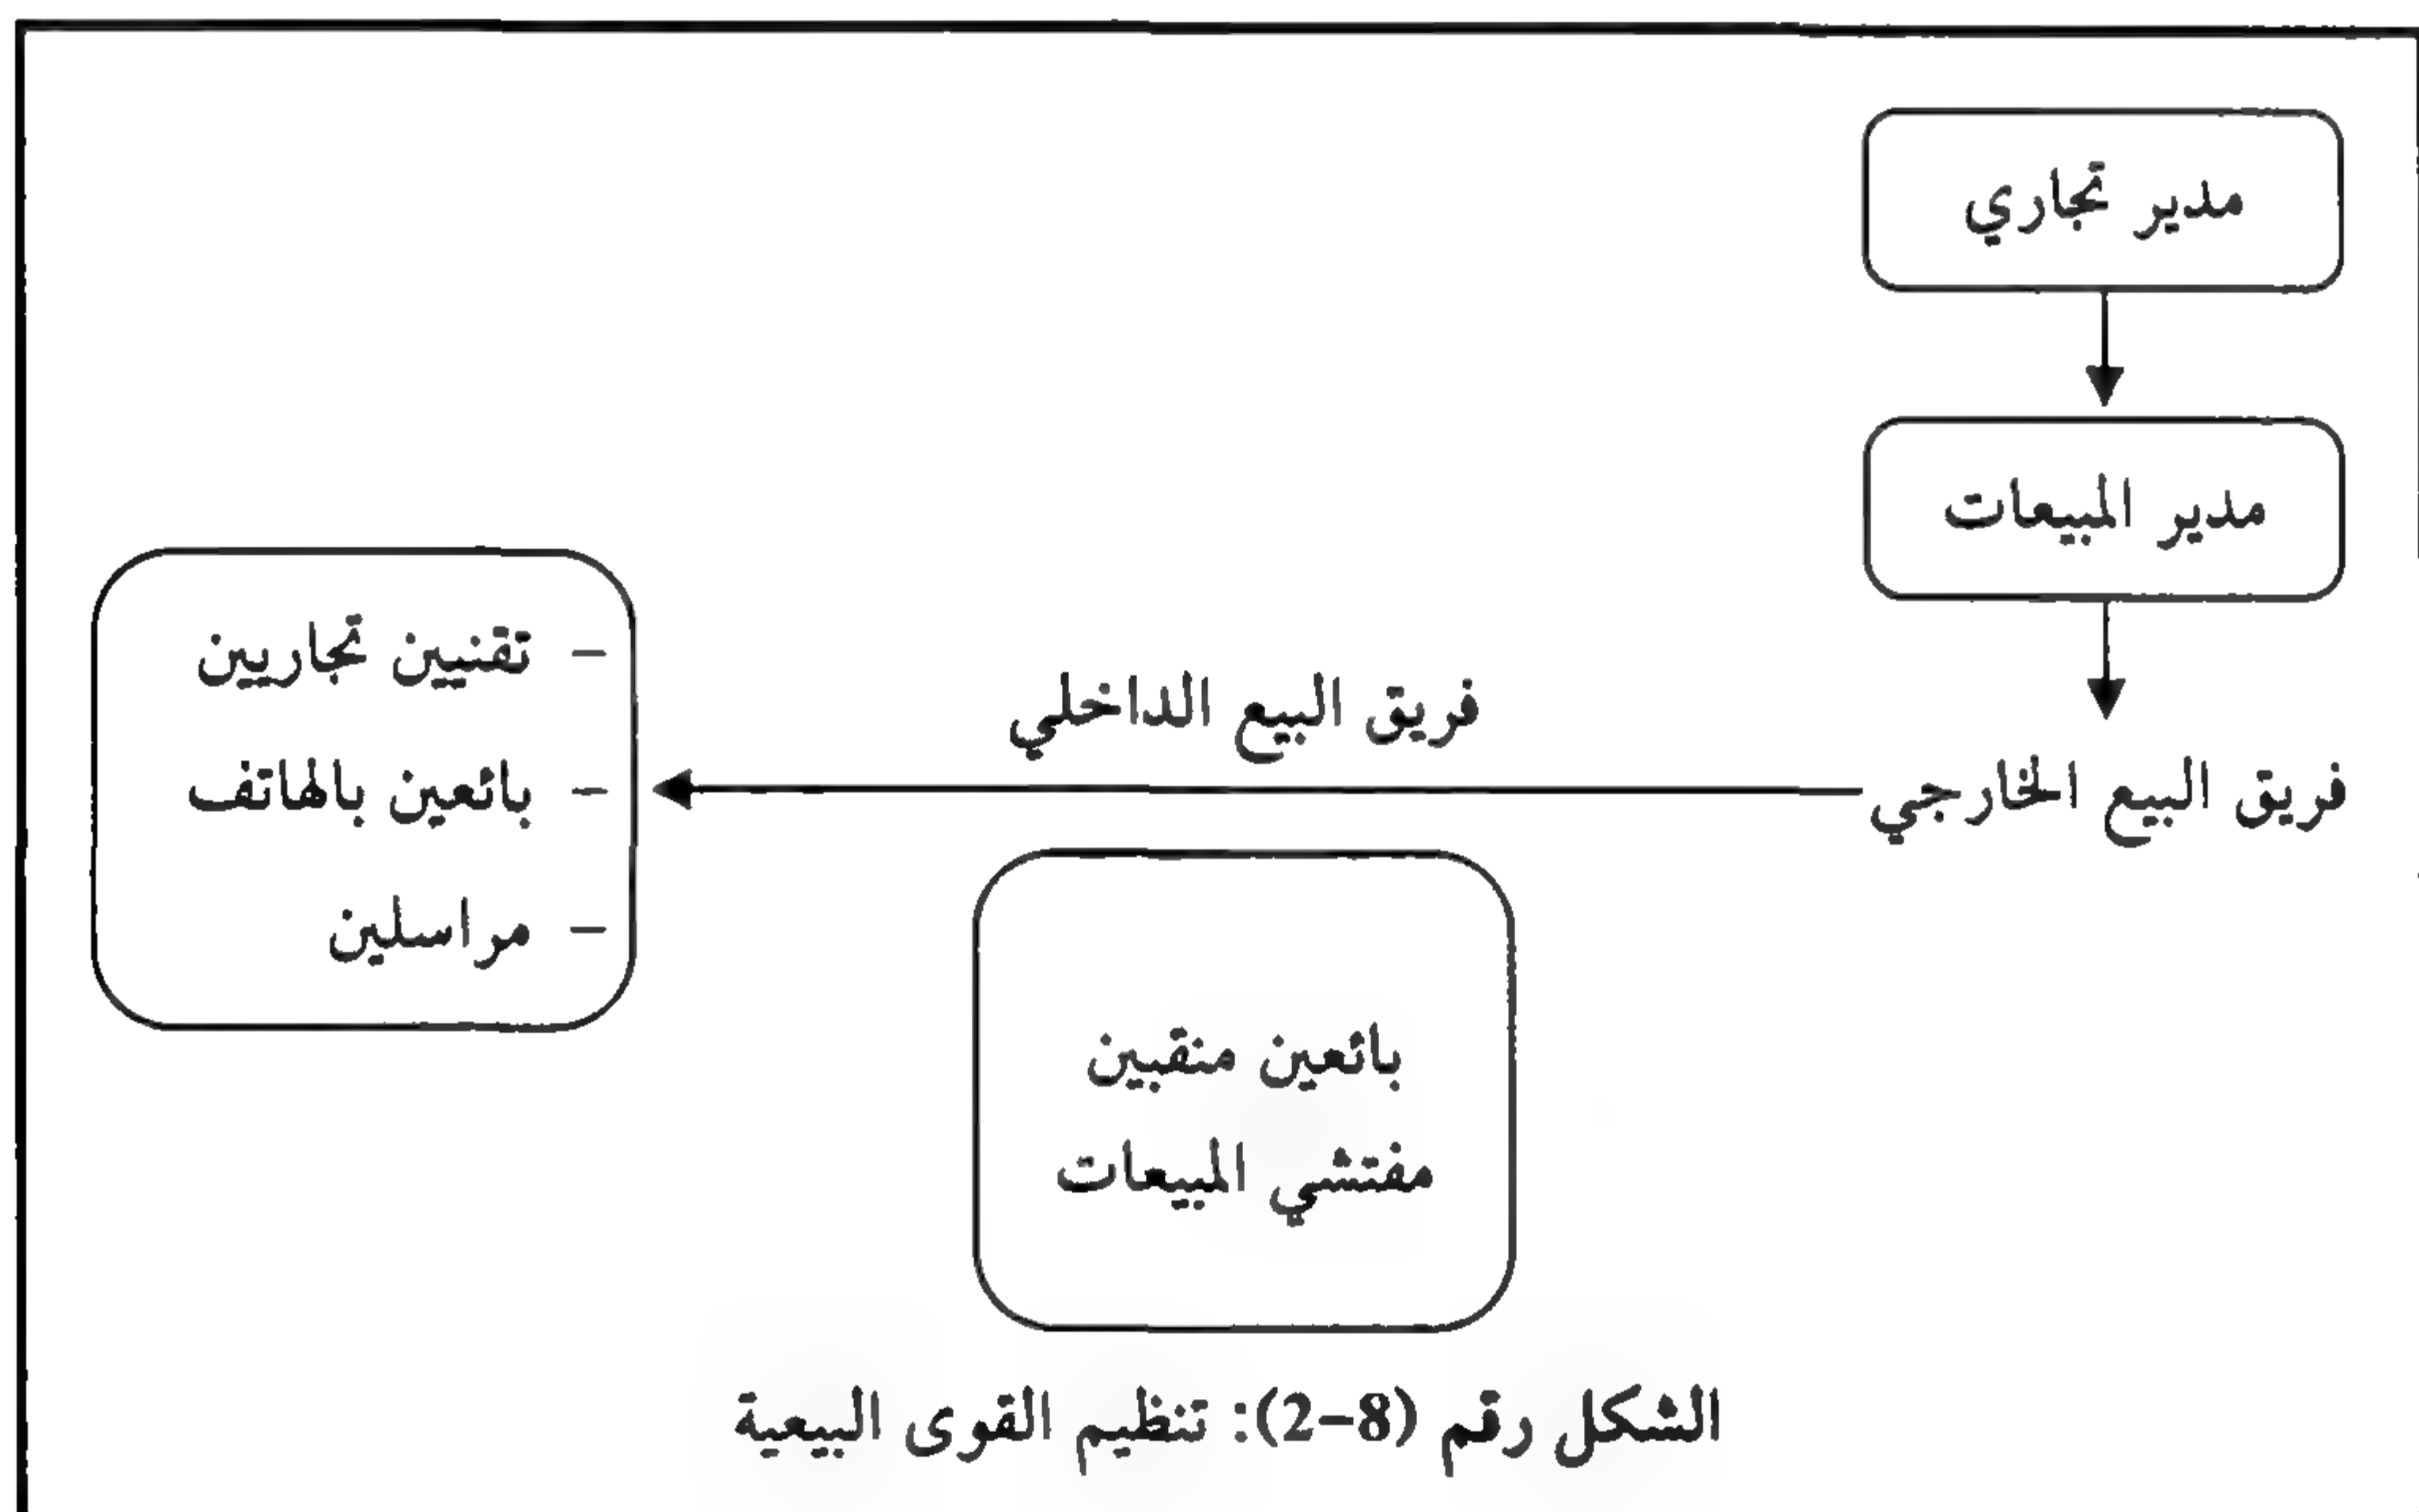 مدير تجاري
مدير المبيعات
فريق البيع الخارجي
فريق البيع الداخلي
– تقنيين تجاريين
– بائعين بالهاتف
– مراسلين
بائعين منقبين
مفتشي المبيعات
الشكل رقم (8–2): تنظيم القوى البيعية